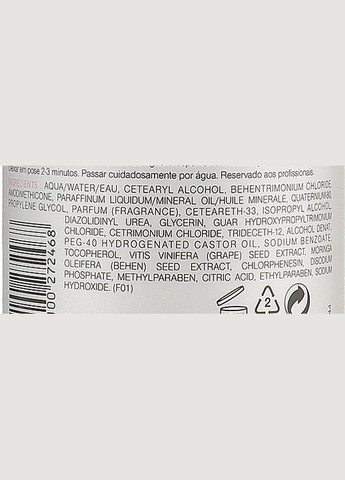 Deixar em pose 2-3 minutos. Passar cuidadosamente por água. Reservado aos profissionais.
INGREDIENTS: AQUA/WATER/EAU, CETEARYL ALCOHOL, BEHENTRIMONIUM CHLORIDE,
AMODIMETHICONE, PARAFFINUM LIQUIDUM/MINERAL OIL/HUILE MINERALE, QUATERNIUM-80,
PROPYLENE GLYCOL, PARFUM (FRAGRANCE), CETEARETH-33, ISOPROPYL ALCOHOL
DIAZOLIDINYL UREA, GLYCERIN, GUAR HYDROXYPROPYLTRIMONIUM
CHLORIDE, CETRIMONIUM CHLORIDE, TRIDECETH-12, ALCOHOL DENAT,
PEG-40 HYDROGENATED CASTOR OIL, SODIUM BENZOATE,
TOCOPHEROL, VITIS VINIFERA (GRAPE) SEED EXTRACT, MORINGA
OLEIFERA (BEHEN) SEED EXTRACT, CHLORPHENESIN, DISODIUM
PHOSPHATE, METHYLPARABEN, CITRIC ACID, ETHYLPARABEN, SODIUM
HYDROXIDE. (F01)
000272468
2